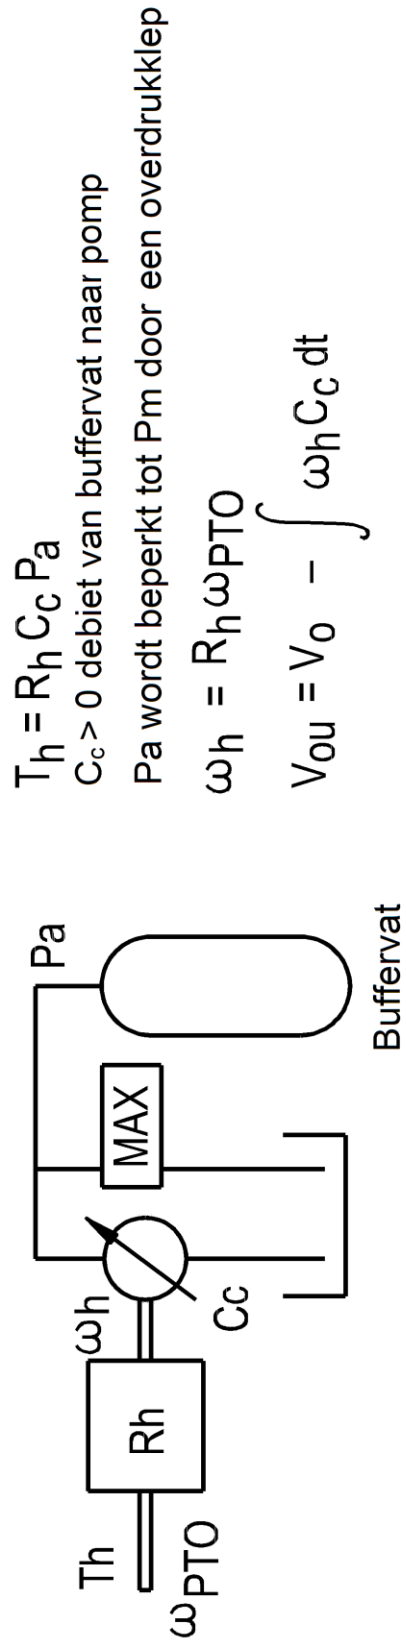 Th
ωPTO
Rh
ωh
Cc
MAX
Pa
Buffervat
Th = Rh Cc Pa
Cc > 0 debiet van buffervat naar pomp
Pa wordt beperkt tot Pm door een overdrukklep
ωh = Rh ωPTO
Vou = Vo − ∫ ωh Cc dt